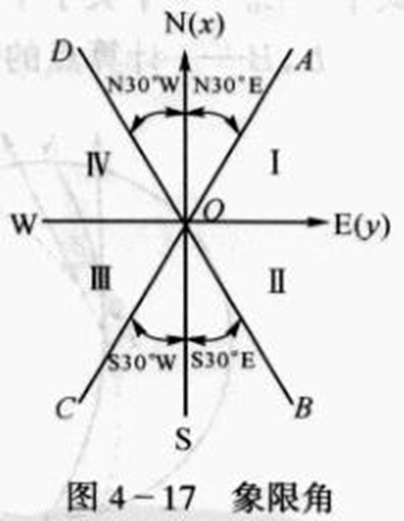 N(x)
D
A
N30°W
N30°E
Ⅳ
Ⅰ
W
O
E(y)
Ⅲ
Ⅱ
S30°W
S30°E
C
B
S
图 4-17 象限角